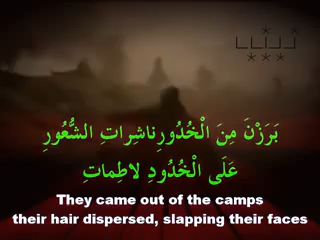 بَرَزْنَ مِنَ الْخُدُورِناشِراتِ الشُّعُورِ
عَلَى الْخُدُودِ لاطِماتِ
They came out of the camps
their hair dispersed, slapping their faces